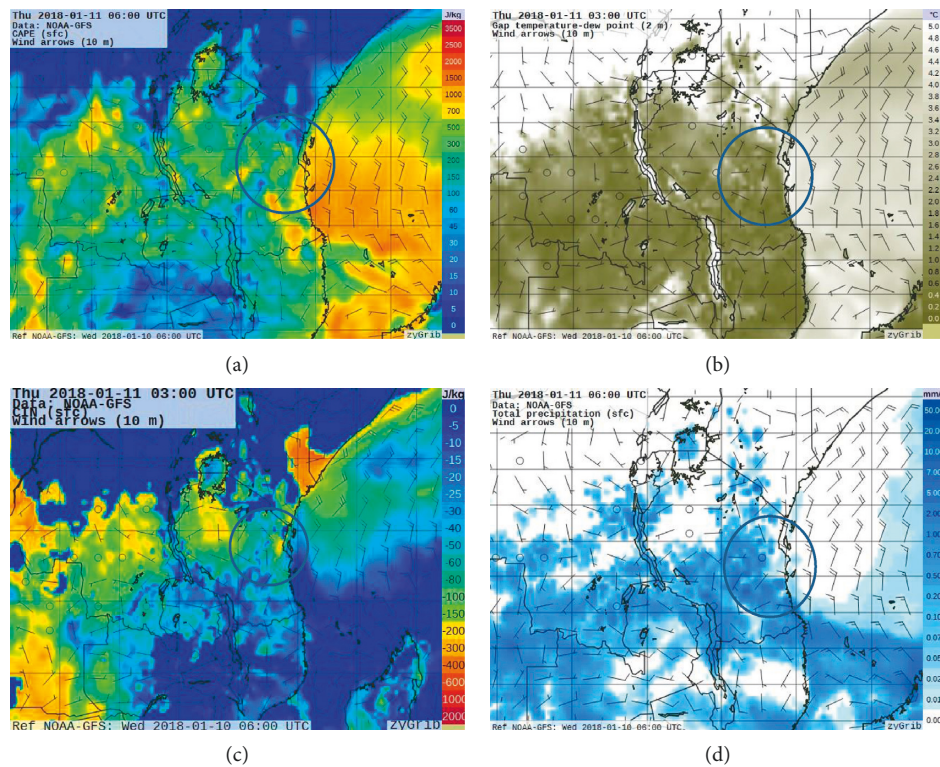 Thu 2018-01-11 06:00 UTC
Data: NOAA-GFS
CAPE (sfc)
Wind arrows (10 m)
J/kg
3500
2500
2000
1500
1000
700
500
300
200
150
100
60
45
30
20
15
10
5
0
Ref NOAA-GFS: Wed 2018-01-10 06:00 UTC
zyGrib
(a)
Thu 2018-01-11 03:00 UTC
Gap temperature-dew point (2 m)
Wind arrows (10 m)
°C
5.0
4.8
4.6
4.4
4.2
4.0
3.8
3.6
3.4
3.2
3.0
2.8
2.6
2.4
2.2
2.0
1.8
1.6
1.4
1.2
1.0
0.8
0.6
0.4
0.2
0.0
Ref NOAA-GFS: Wed 2018-01-10 06:00 UTC
zyGrib
(b)
Thu 2018-01-11 03:00 UTC
Data: NOAA-GFS
CIN (sfc)
Wind arrows (10 m)
J/kg
0
-5
-10
-15
-20
-25
-30
-40
-50
-60
-80
-100
-150
-200
-300
-400
-600
2000
Ref NOAA-GFS: Wed 2018-01-10 06:00 UTC
zyGrib
(c)
Thu 2018-01-11 03:00 UTC
Data: NOAA-GFS
Total precipitation (sfc)
Wind arrows (10 m)
mm/
50.0
20.0
10.0
7.00
5.00
2.00
1.00
0.70
0.50
0.20
0.10
0.07
0.05
0.02
0.01
0.00
Ref NOAA-GFS: Wed 2018-01-10 06:00 UTC
zyGrib
(d)